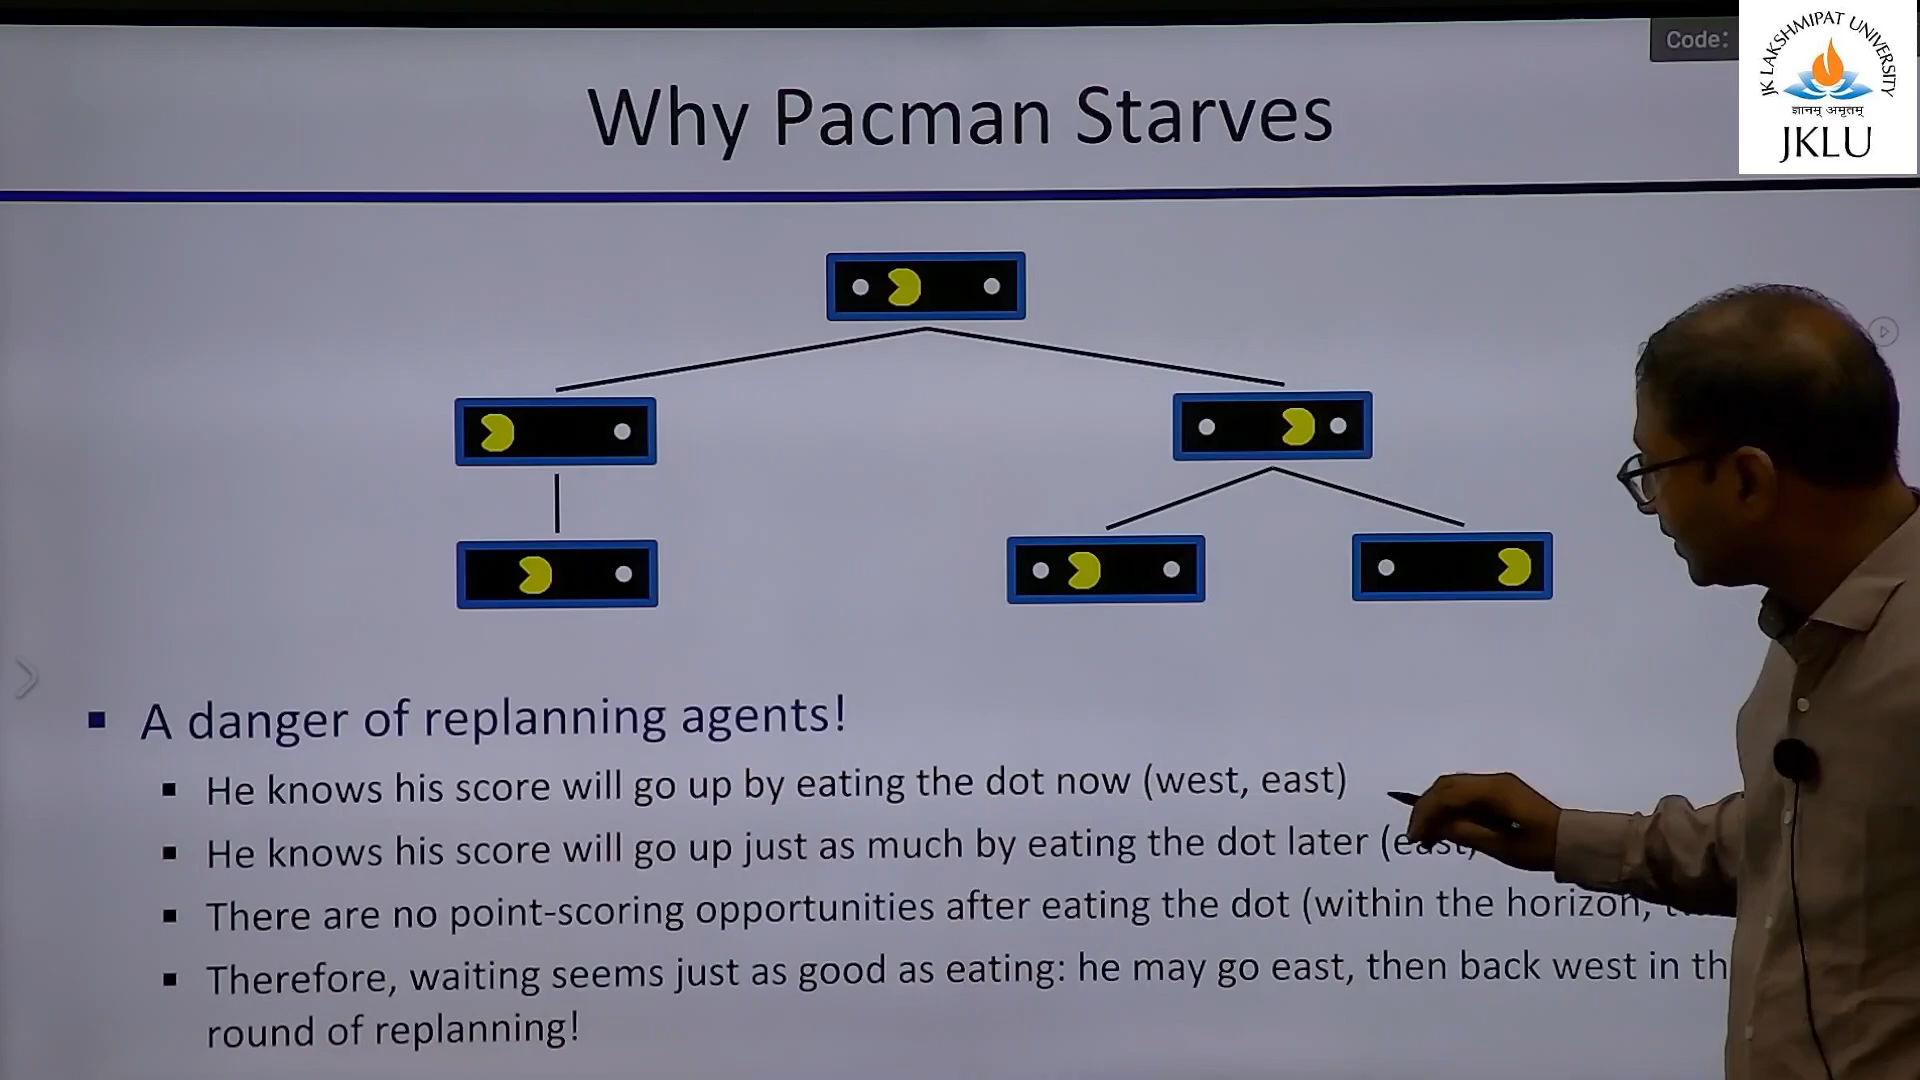 Code:
JK LAKSHMIPAT UNIVERSITY
ज्ञानम् अमृतम्
JKLU
Why Pacman Starves
A danger of replanning agents!
He knows his score will go up by eating the dot now (west, east)
He knows his score will go up just as much by eating the dot later (east,
There are no point-scoring opportunities after eating the dot (within the horizon,
Therefore, waiting seems just as good as eating: he may go east, then back west in th
round of replanning!